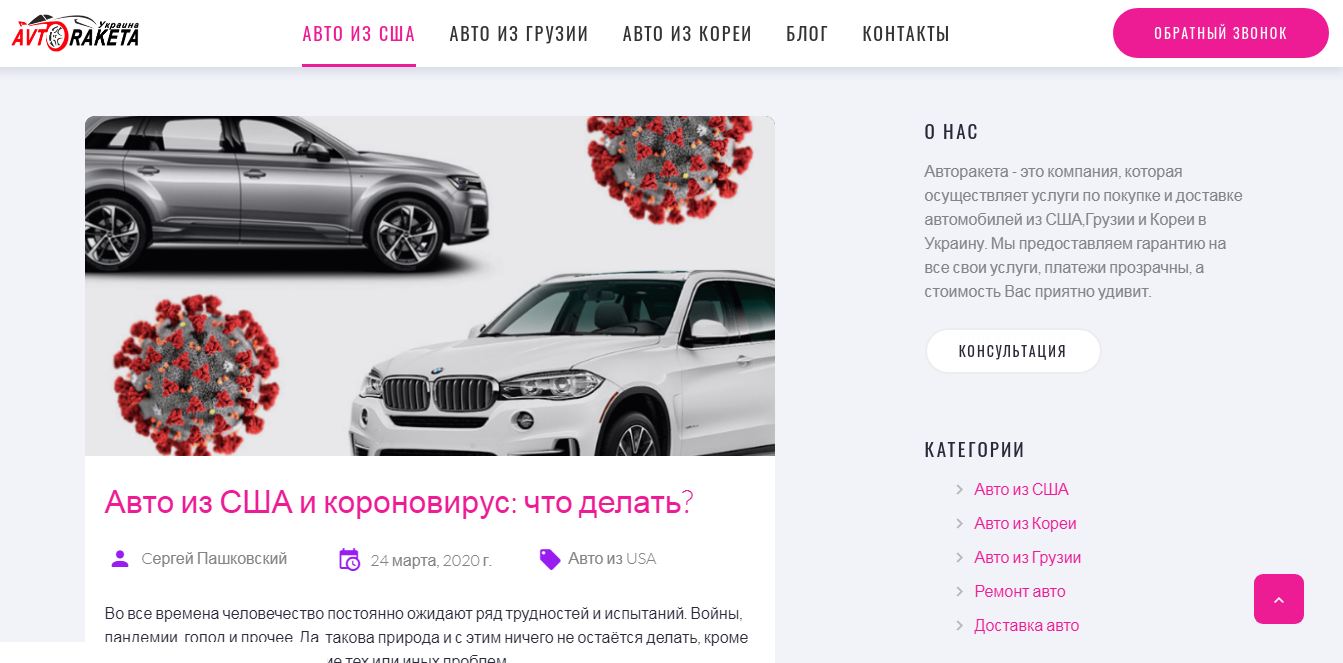 Украина
AVTORAKETA
АВТО ИЗ США
АВТО ИЗ ГРУЗИИ
АВТО ИЗ КОРЕИ
БЛОГ
КОНТАКТЫ
ОБРАТНЫЙ ЗВОНОК
Авто из США и короновирус: что делать?
Сергей Пашковский
24 марта, 2020 г.
Авто из USA
Во все времена человечество постоянно ожидают ряд трудностей и испытаний. Войны,
пандемии, голод и прочее. Да, такова природа и с этим ничего не остаётся делать, кроме
те или иных проблем.
О НАС
Авторакета - это компания, которая
осуществляет услуги по покупке и доставке
автомобилей из США,Грузии и Кореи в
Украину. Мы предоставляем гарантию на
все свои услуги, платежи прозрачны, а
стоимость Вас приятно удивит.
КОНСУЛЬТАЦИЯ
КАТЕГОРИИ
Авто из США
Авто из Кореи
Авто из Грузии
Ремонт авто
Доставка авто